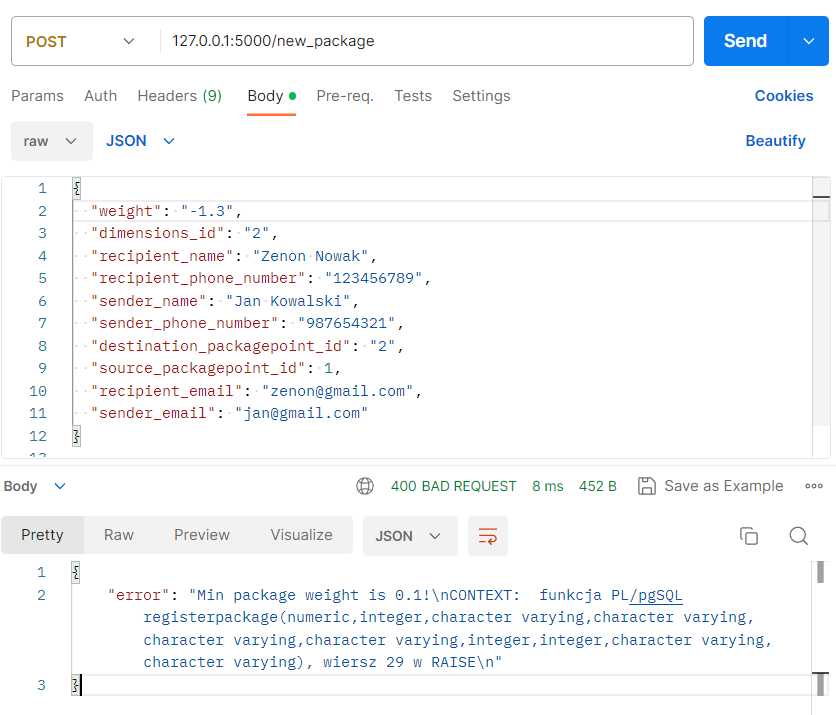 POST 127.0.0.1:5000/new_package Send
Params Auth Headers (9) Body Pre-req. Tests Settings Cookies
raw JSON Beautify
1 {
2 "weight": "-1.3",
3 "dimensions_id": "2",
4 "recipient_name": "Zenon Nowak",
5 "recipient_phone_number": "123456789",
6 "sender_name": "Jan Kowalski",
7 "sender_phone_number": "987654321",
8 "destination_packagepoint_id": "2",
9 "source_packagepoint_id": 1,
10 "recipient_email": "zenon@gmail.com",
11 "sender_email": "jan@gmail.com"
12 }
Body 400 BAD REQUEST 8 ms 452 B Save as Example
Pretty Raw Preview Visualize JSON
1 {
2 "error": "Min package weight is 0.1!\nCONTEXT:  funkcja PL/pgSQL
registerpackage(numeric,integer,character varying,character varying,
character varying,character varying,integer,integer,character varying,
character varying), wiersz 29 w RAISE\n"
3 }